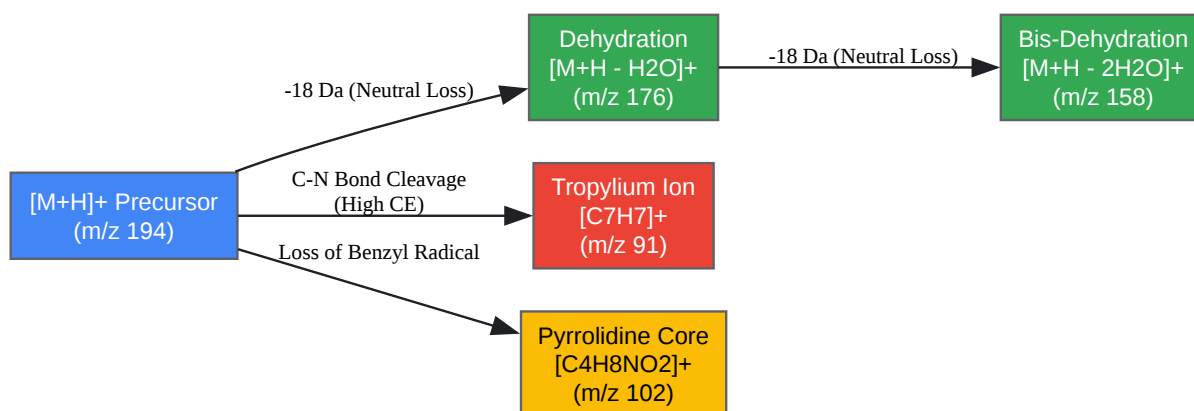 Dehydration
[M+H - H2O]+
(m/z 176)
-18 Da (Neutral Loss)
Bis-Dehydration
[M+H - 2H2O]+
(m/z 158)
-18 Da (Neutral Loss)
[M+H]+ Precursor
(m/z 194)
C-N Bond Cleavage
(High CE)
Tropylium Ion
[C7H7]+
(m/z 91)
Loss of Benzyl Radical
Pyrrolidine Core
[C4H8NO2]+
(m/z 102)